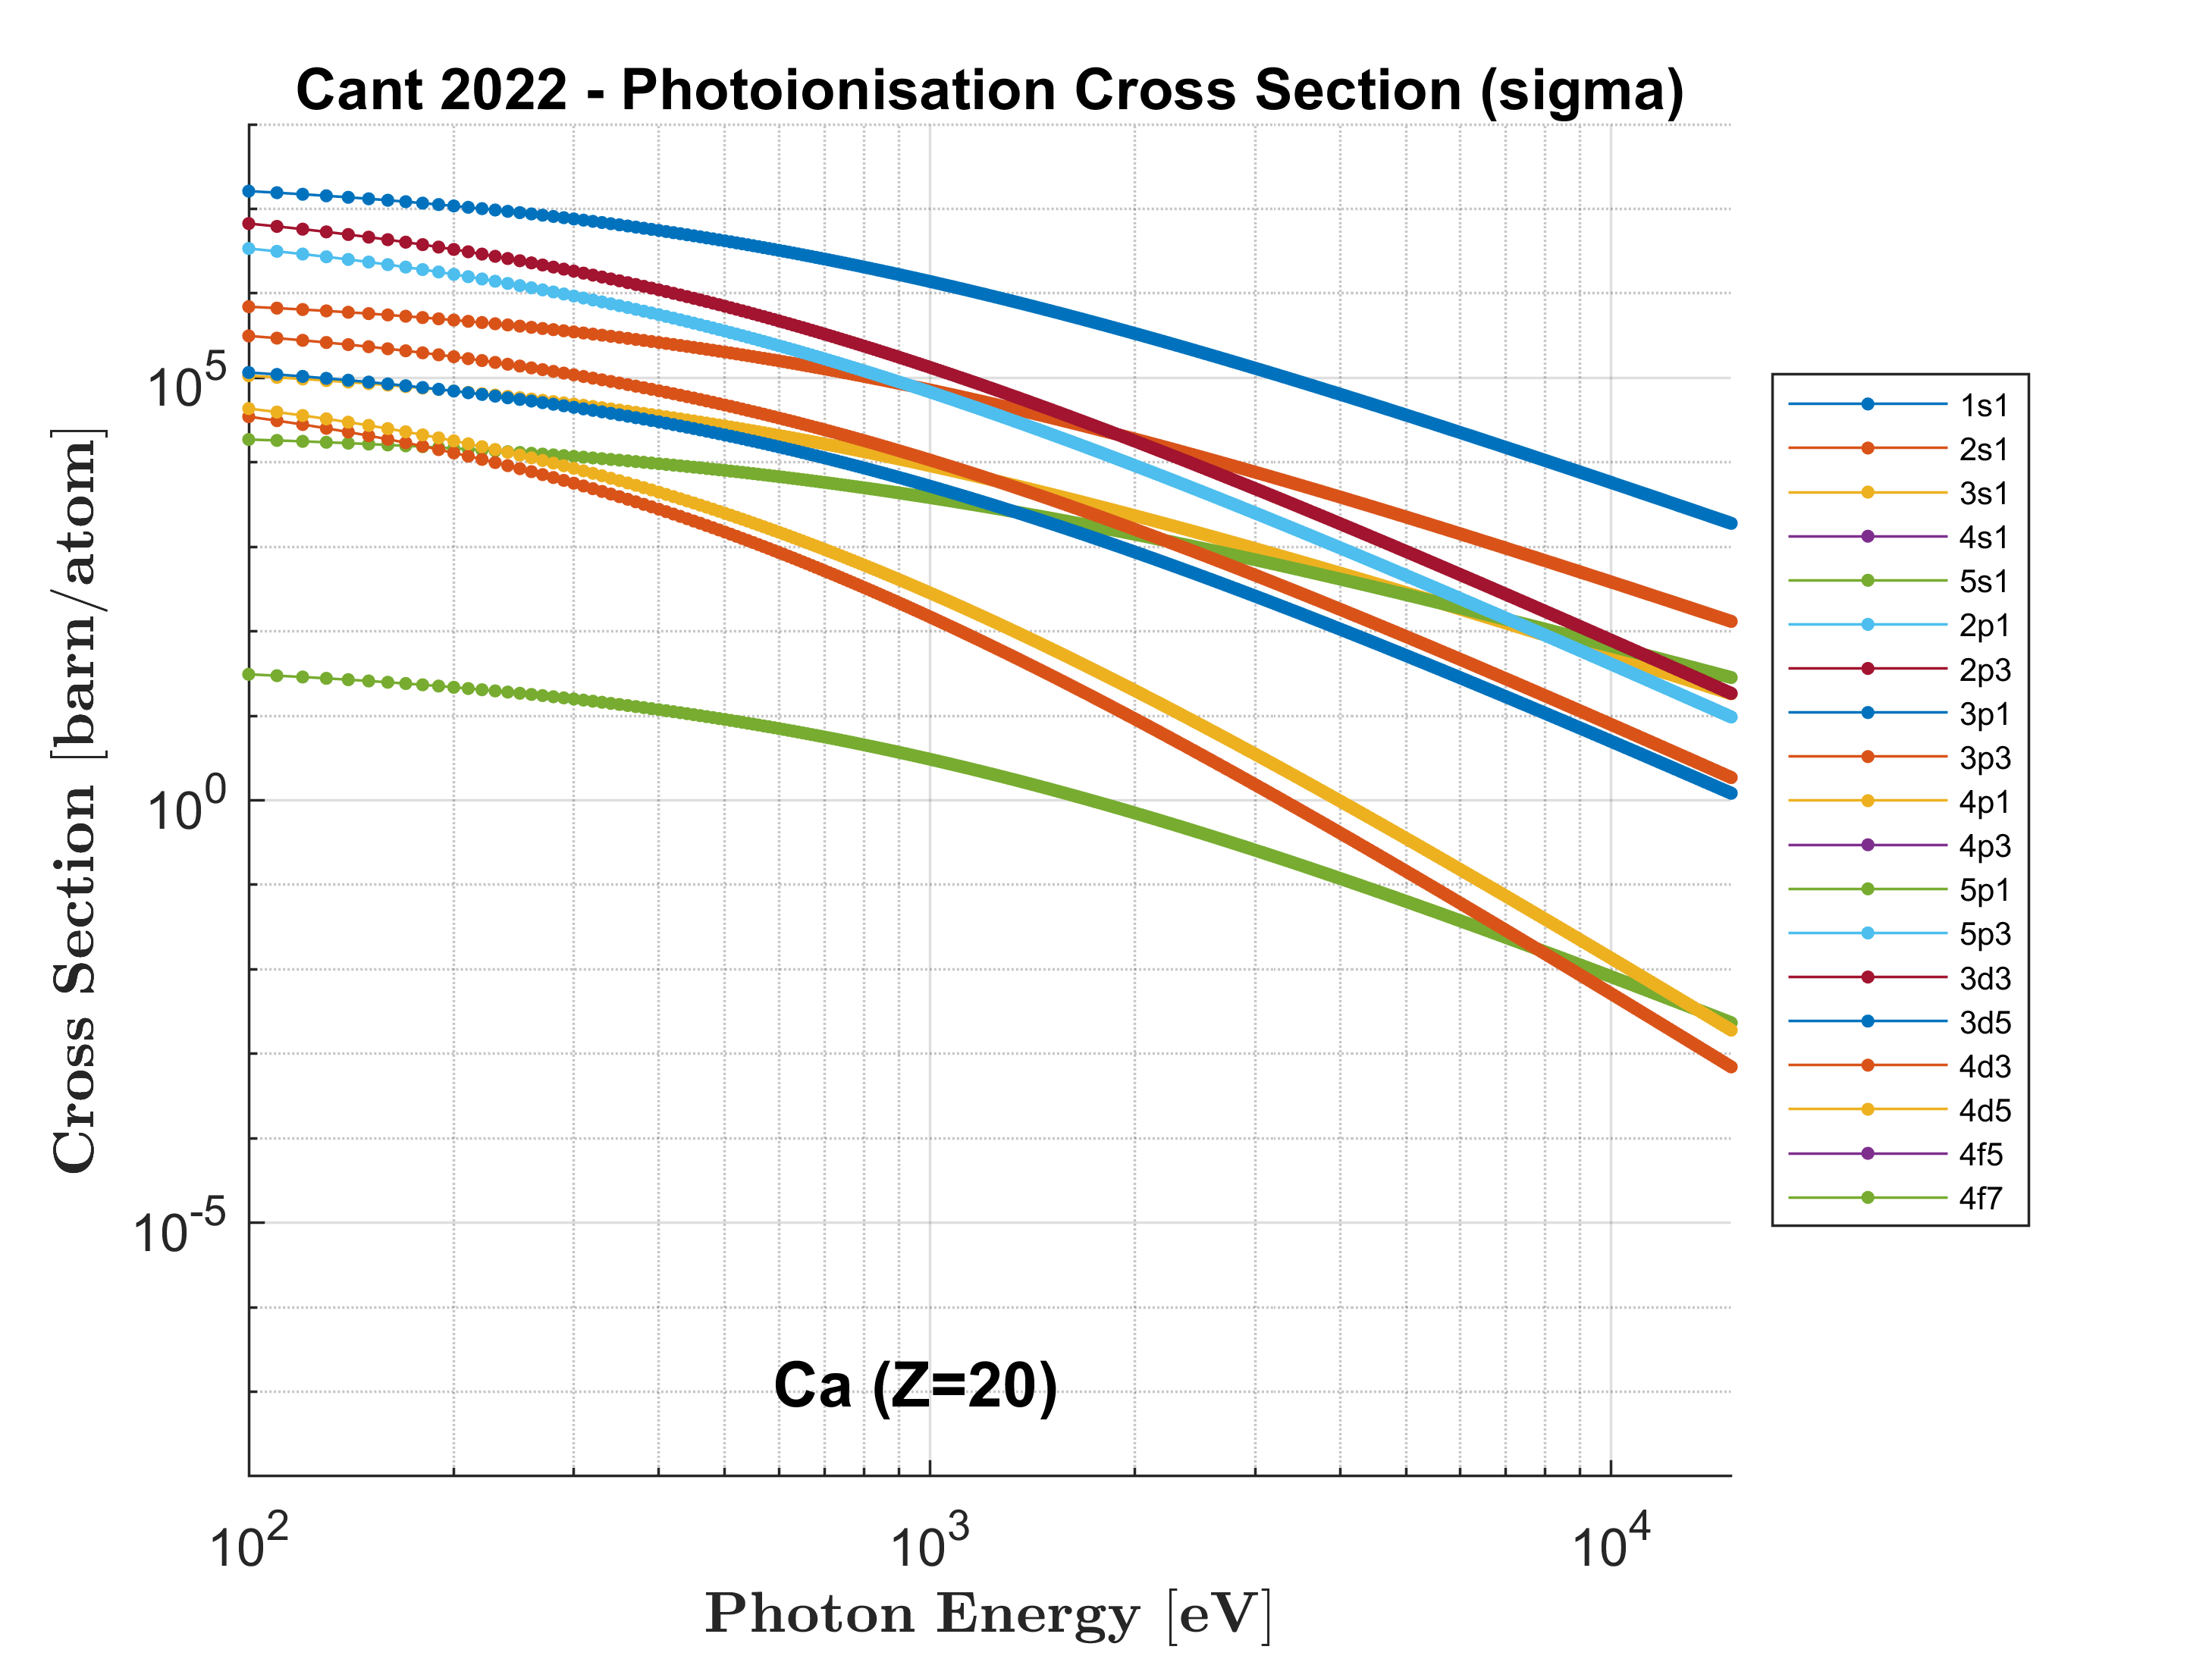 Cant 2022 - Photoionisation Cross Section (sigma)
Cross Section [barn/atom]
10^5
10^0
10^-5
1s1
2s1
3s1
4s1
5s1
2p1
2p3
3p1
3p3
4p1
4p3
5p1
5p3
3d3
3d5
4d3
4d5
4f5
4f7
Ca (Z=20)
10^2
10^3
10^4
Photon Energy [eV]